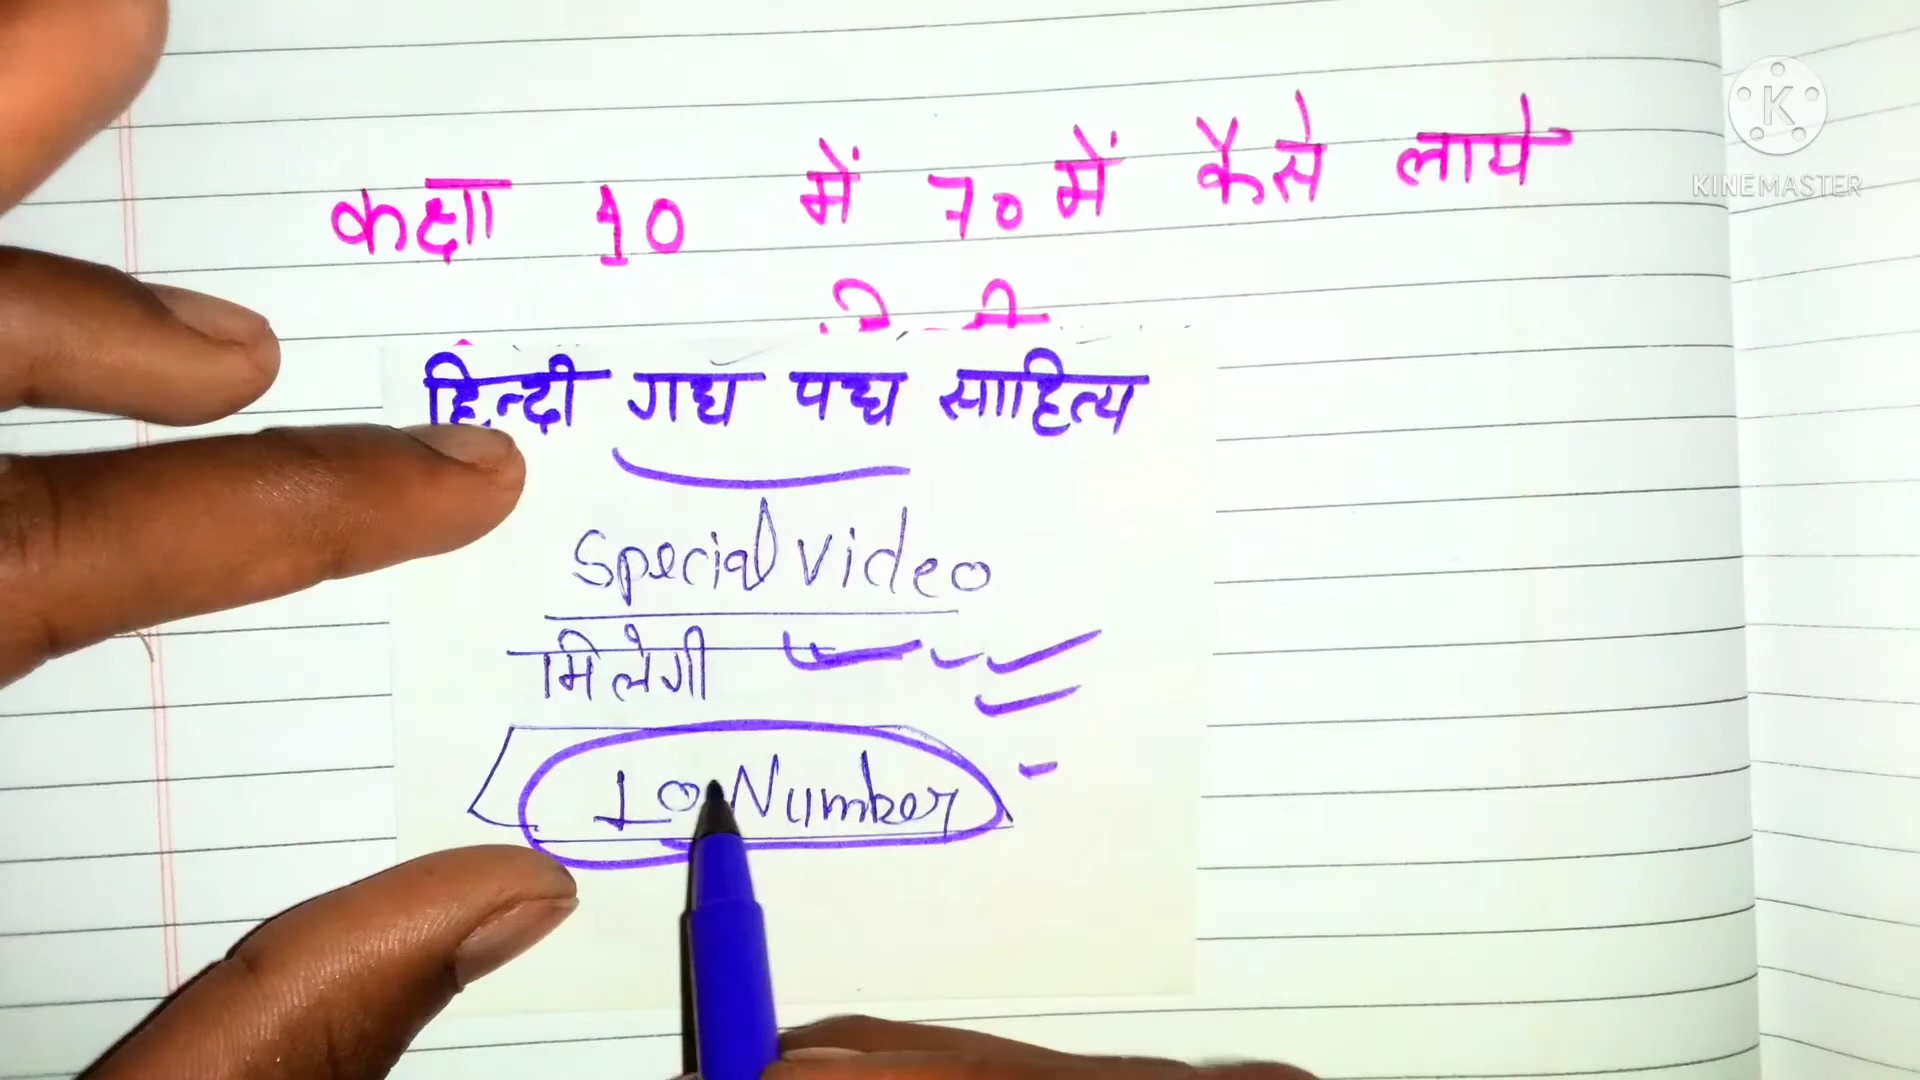 कक्षा 10 में 70 में कैसे लाये
हिन्दी गद्य पद्य साहित्य
Special video
मिलेगी
10 Number
K
KINEMASTER